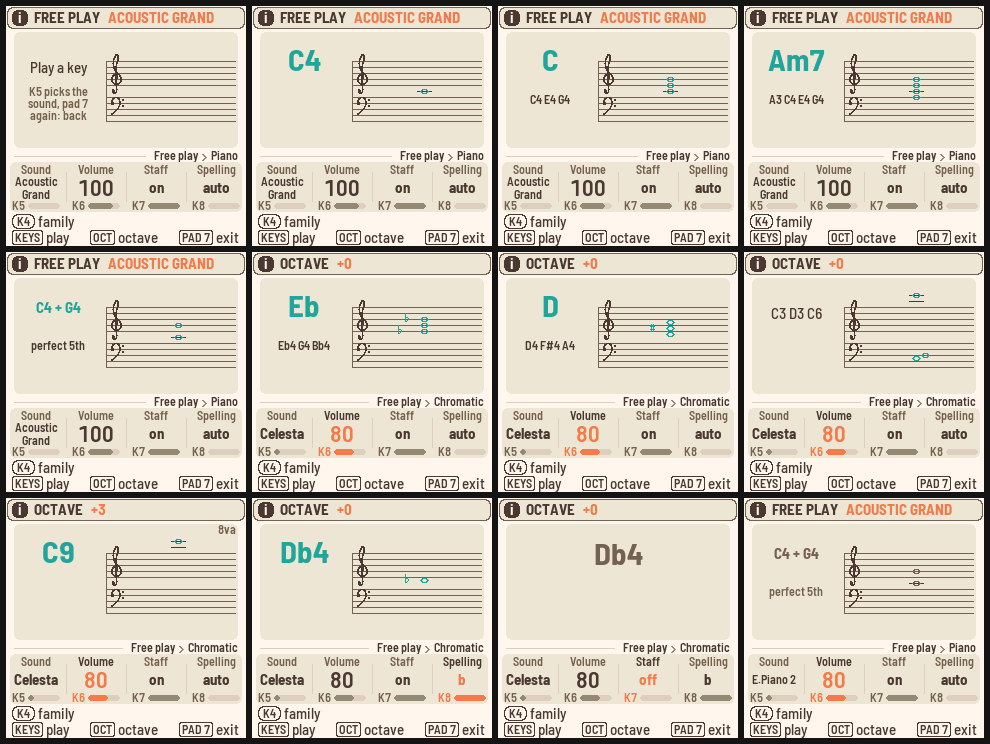 i FREE PLAY ACOUSTIC GRAND
Play a key
K5 picks the
sound, pad 7
again: back
Free play > Piano
Sound Volume Staff Spelling
Acoustic
Grand 100 on auto
K5 K6 K7 K8
K4 family
KEYS play OCT octave PAD 7 exit
i FREE PLAY ACOUSTIC GRAND
C4
Free play > Piano
Sound Volume Staff Spelling
Acoustic
Grand 100 on auto
K5 K6 K7 K8
K4 family
KEYS play OCT octave PAD 7 exit
i FREE PLAY ACOUSTIC GRAND
C
C4 E4 G4
Free play > Piano
Sound Volume Staff Spelling
Acoustic
Grand 100 on auto
K5 K6 K7 K8
K4 family
KEYS play OCT octave PAD 7 exit
i FREE PLAY ACOUSTIC GRAND
Am7
A3 C4 E4 G4
Free play > Piano
Sound Volume Staff Spelling
Acoustic
Grand 100 on auto
K5 K6 K7 K8
K4 family
KEYS play OCT octave PAD 7 exit
i FREE PLAY ACOUSTIC GRAND
C4 + G4
perfect 5th
Free play > Piano
Sound Volume Staff Spelling
Acoustic
Grand 100 on auto
K5 K6 K7 K8
K4 family
KEYS play OCT octave PAD 7 exit
i OCTAVE +0
Eb
Eb4 G4 Bb4
Free play > Chromatic
Sound Volume Staff Spelling
Celesta 80 on auto
K5 K6 K7 K8
K4 family
KEYS play OCT octave PAD 7 exit
i OCTAVE +0
D
D4 F#4 A4
Free play > Chromatic
Sound Volume Staff Spelling
Celesta 80 on auto
K5 K6 K7 K8
K4 family
KEYS play OCT octave PAD 7 exit
i OCTAVE +0
C3 D3 C6
Free play > Chromatic
Sound Volume Staff Spelling
Celesta 80 on auto
K5 K6 K7 K8
K4 family
KEYS play OCT octave PAD 7 exit
i OCTAVE +3
8va
C9
Free play > Chromatic
Sound Volume Staff Spelling
Celesta 80 on auto
K5 K6 K7 K8
K4 family
KEYS play OCT octave PAD 7 exit
i OCTAVE +0
Db4
Free play > Chromatic
Sound Volume Staff Spelling
Celesta 80 on b
K5 K6 K7 K8
K4 family
KEYS play OCT octave PAD 7 exit
i OCTAVE +0
Db4
Free play > Chromatic
Sound Volume Staff Spelling
Celesta 80 off b
K5 K6 K7 K8
K4 family
KEYS play OCT octave PAD 7 exit
i FREE PLAY ACOUSTIC GRAND
C4 + G4
perfect 5th
Free play > Piano
Sound Volume Staff Spelling
E.Piano 2 80 on auto
K5 K6 K7 K8
K4 family
KEYS play OCT octave PAD 7 exit